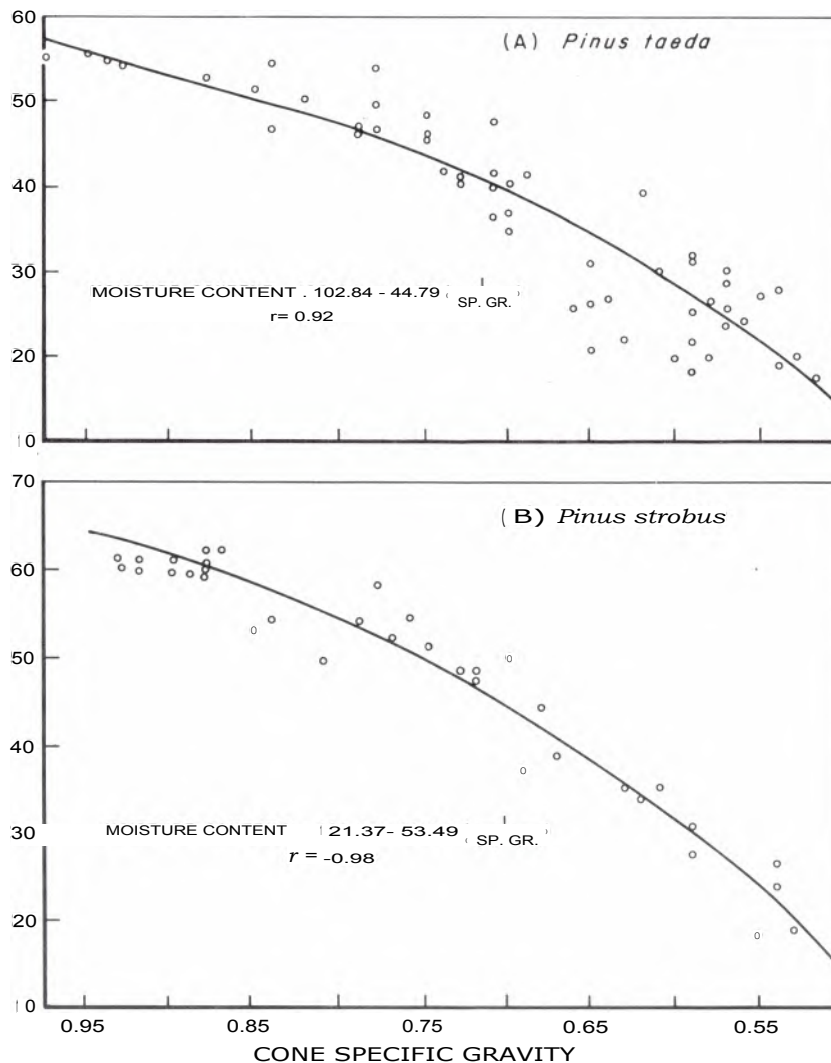 60
(A) Pinus taeda
50
40
30
MOISTURE CONTENT . 102.84 - 44.79 ( SP. GR. )
r= 0.92
20
10
70
(B) Pinus strobus
60
50
40
30
MOISTURE CONTENT 121.37- 53.49 ( SP. GR. )
r = -0.98
20
10
0.95 0.85 0.75 0.65 0.55
CONE SPECIFIC GRAVITY